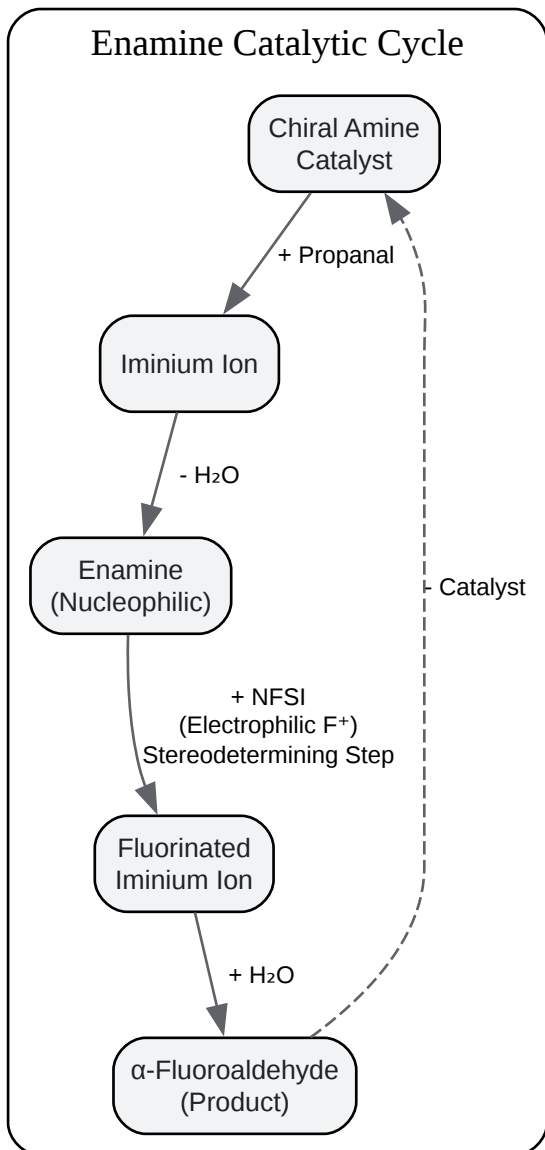 Enamine Catalytic Cycle
Chiral Amine
Catalyst
+ Propanal
Iminium Ion
- H₂O
Enamine
(Nucleophilic)
- Catalyst
+ NFSI
(Electrophilic F⁺)
Stereodetermining Step
Fluorinated
Iminium Ion
+ H₂O
α-Fluoroaldehyde
(Product)